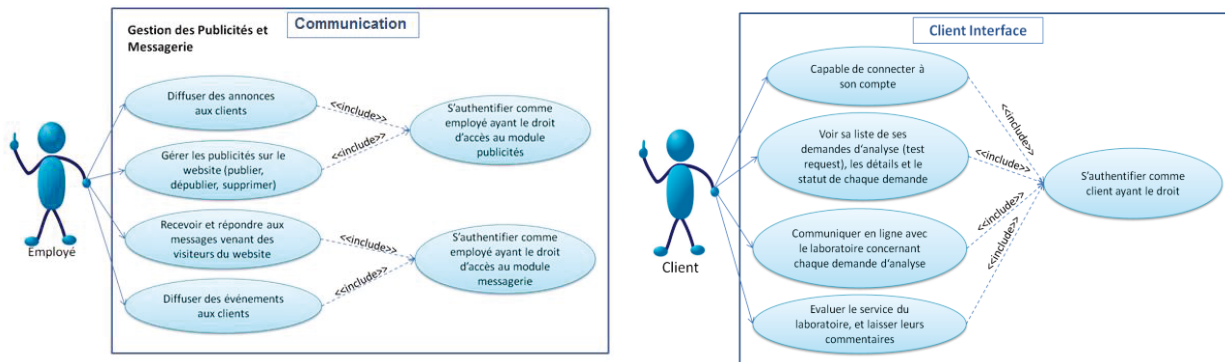 Communication
Gestion des Publicités et
Messagerie
Diffuser des annonces
aux clients
<<include>>
S'authentifier comme
employé ayant le droit
d'accès au module
publicités
Gérer les publicités sur le
website (publier,
dépublier, supprimer)
<<include>>
Recevoir et répondre aux
messages venant des
visiteurs du website
<<include>>
S'authentifier comme
employé ayant le droit
d'accès au module
messagerie
Diffuser des événements
aux clients
<<include>>
Employé
Client Interface
Capable de connecter à
son compte
<<include>>
Voir sa liste de ses
demandes d'analyse (test
request), les détails et le
statut de chaque demande
<<include>>
S'authentifier comme
client ayant le droit
Communiquer en ligne avec
le laboratoire concernant
chaque demande d'analyse
<<include>>
Evaluer le service du
laboratoire, et laisser leurs
commentaires
<<include>>
Client